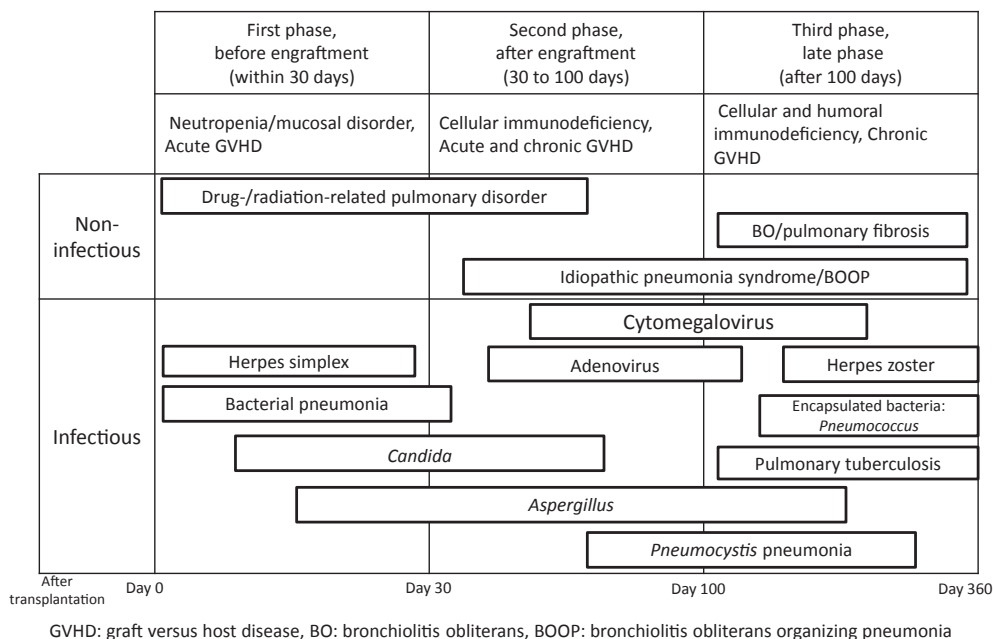 First phase,
before engraftment
(within 30 days)
Second phase,
after engraftment
(30 to 100 days)
Third phase,
late phase
(after 100 days)
Neutropenia/mucosal disorder,
Acute GVHD
Cellular immunodeficiency,
Acute and chronic GVHD
Cellular and humoral
immunodeficiency, Chronic
GVHD
Non-
infectious
Drug-/radiation-related pulmonary disorder
BO/pulmonary fibrosis
Idiopathic pneumonia syndrome/BOOP
Infectious
Cytomegalovirus
Herpes simplex
Adenovirus
Herpes zoster
Bacterial pneumonia
Encapsulated bacteria:
Pneumococcus
Candida
Pulmonary tuberculosis
Aspergillus
Pneumocystis pneumonia
After
transplantation
Day 0
Day 30
Day 100
Day 360
GVHD: graft versus host disease, BO: bronchiolitis obliterans, BOOP: bronchiolitis obliterans organizing pneumonia